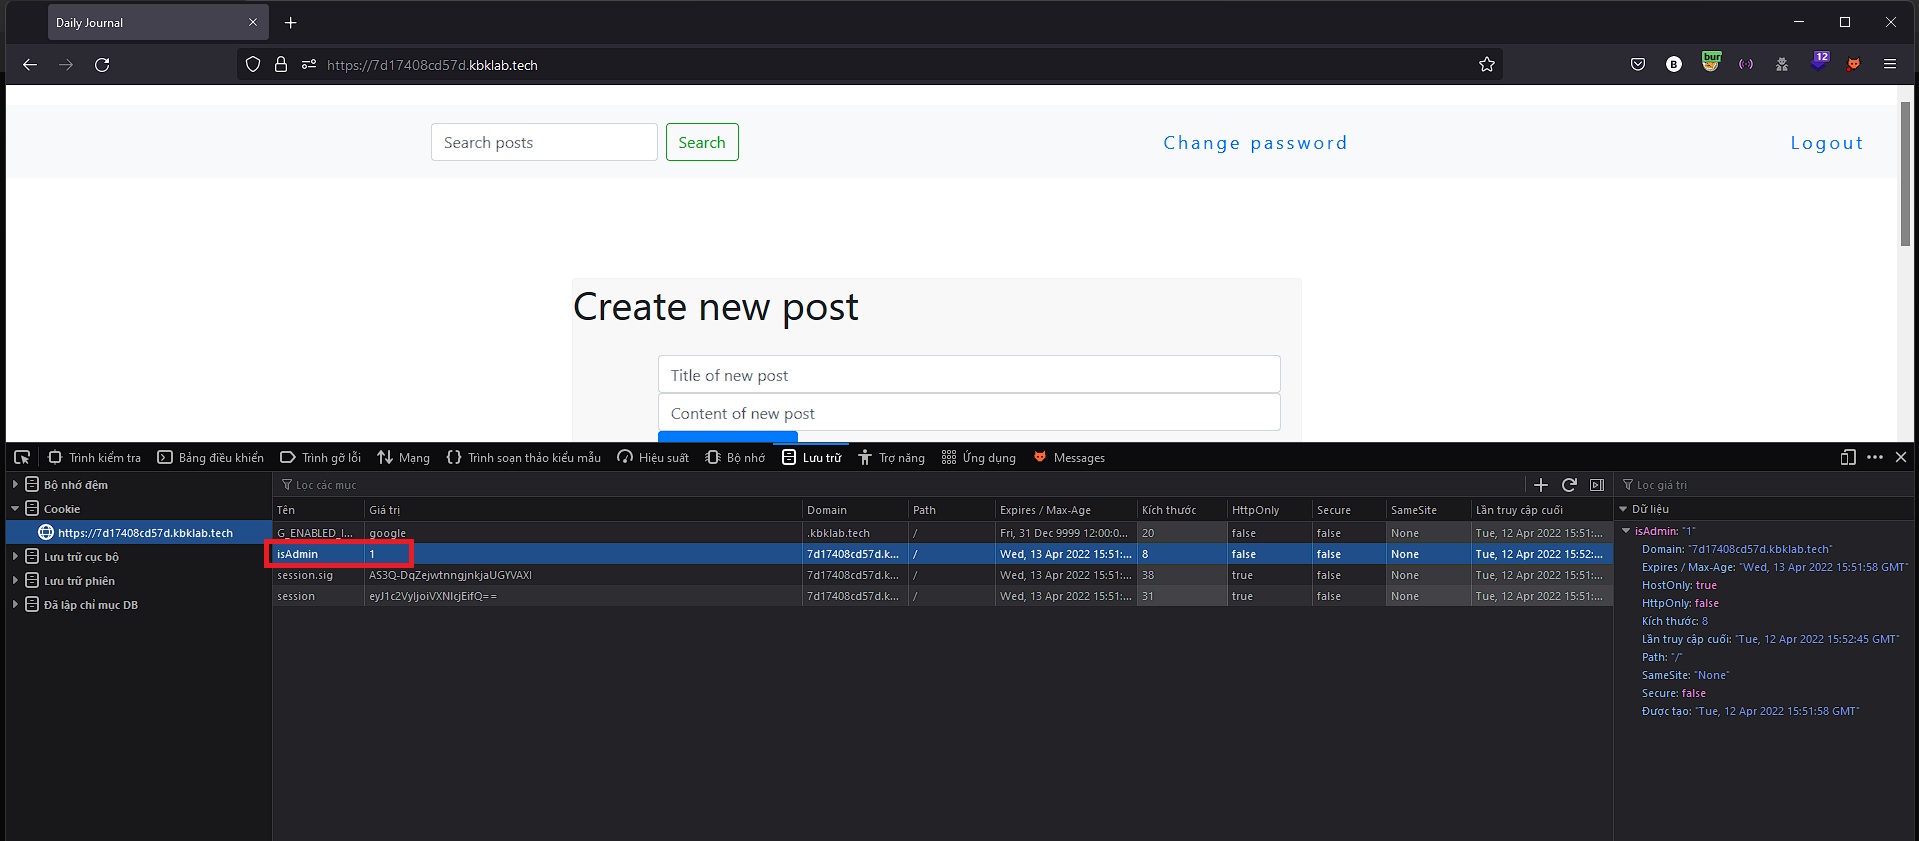 Daily Journal
https://7d17408cd57d.kbklab.tech
B
bur
12
Search posts
Search
Change password
Logout
Create new post
Title of new post
Content of new post
Trình kiểm tra
Bảng điều khiển
Trình gỡ lỗi
Mạng
Trình soạn thảo kiểu mẫu
Hiệu suất
Bộ nhớ
Lưu trữ
Trợ năng
Ứng dụng
Messages
Bộ nhớ đệm
Cookie
https://7d17408cd57d.kbklab.tech
Lưu trữ cục bộ
Lưu trữ phiên
Đã lập chỉ mục DB
Lọc các mục
Tên Giá trị Domain Path Expires / Max-Age Kích thước HttpOnly Secure SameSite Lần truy cập cuối
G_ENABLED_I... google .kbklab.tech / Fri, 31 Dec 9999 12:00:0... 20 false false None Tue, 12 Apr 2022 15:51:...
isAdmin 1 7d17408cd57d.k... / Wed, 13 Apr 2022 15:51:... 8 false false None Tue, 12 Apr 2022 15:52:...
session.sig AS3Q-DqZejwtnngjnkjaUGYVAXI 7d17408cd57d.k... / Wed, 13 Apr 2022 15:51:... 38 true false None Tue, 12 Apr 2022 15:51:...
session eyJ1c2VyIjoiVXNlcjEifQ== 7d17408cd57d.k... / Wed, 13 Apr 2022 15:51:... 31 true false None Tue, 12 Apr 2022 15:51:...
Lọc giá trị
Dữ liệu
isAdmin: "1"
Domain: "7d17408cd57d.kbklab.tech"
Expires / Max-Age: "Wed, 13 Apr 2022 15:51:58 GMT"
HostOnly: true
HttpOnly: false
Kích thước: 8
Lần truy cập cuối: "Tue, 12 Apr 2022 15:52:45 GMT"
Path: "/"
SameSite: "None"
Secure: false
Được tạo: "Tue, 12 Apr 2022 15:51:58 GMT"